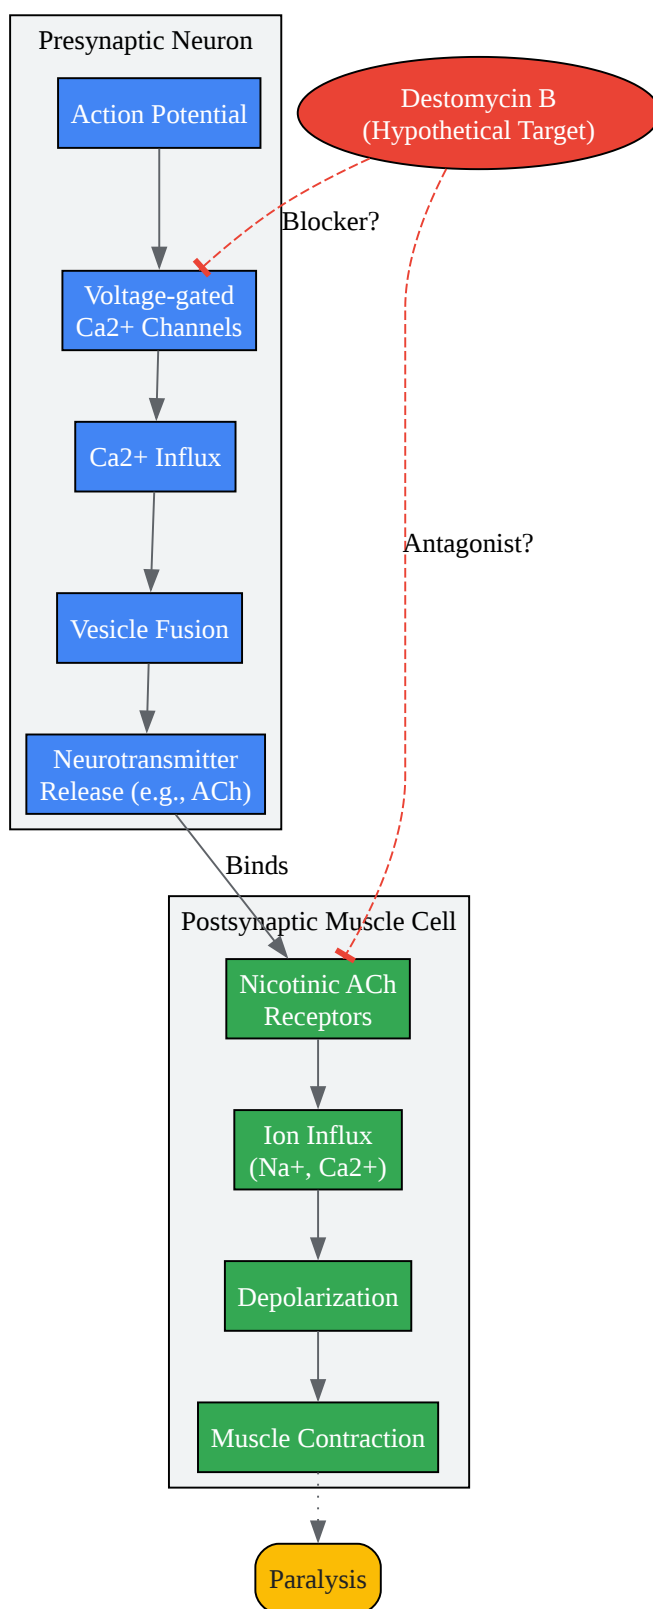 Presynaptic Neuron
Action Potential
Destomycin B
(Hypothetical Target)
Blocker?
Voltage-gated
Ca2+ Channels
Ca2+ Influx
Antagonist?
Vesicle Fusion
Neurotransmitter
Release (e.g., ACh)
Binds
Postsynaptic Muscle Cell
Nicotinic ACh
Receptors
Ion Influx
(Na+, Ca2+)
Depolarization
Muscle Contraction
Paralysis